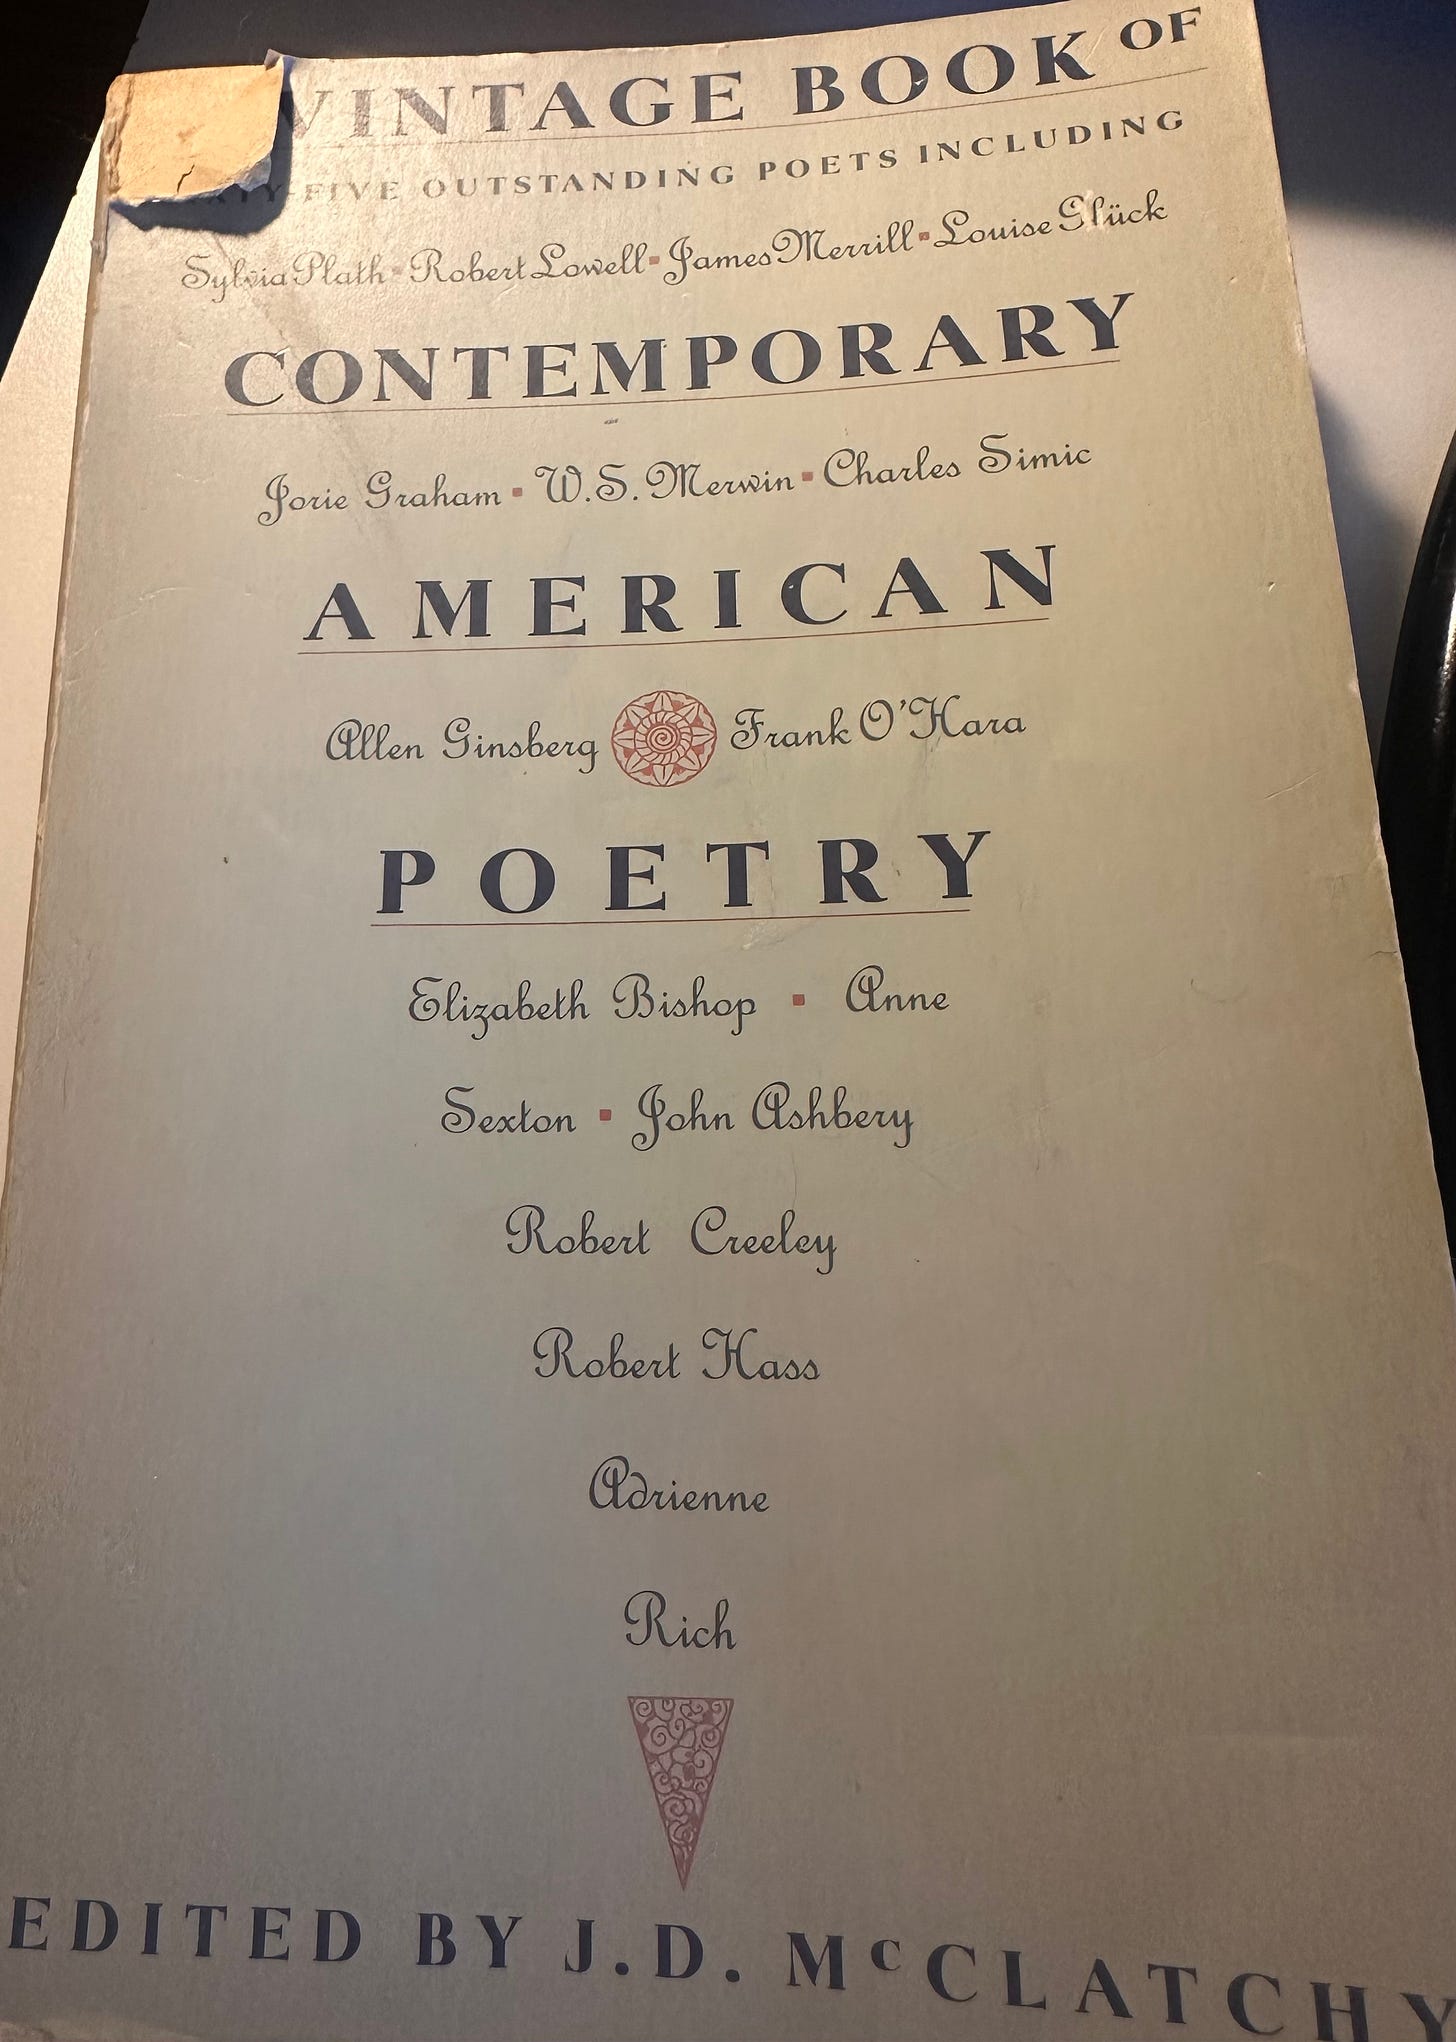 VINTAGE BOOK OF
FIVE OUTSTANDING POETS INCLUDING
Sylvia Plath ▪ Robert Lowell ▪ James Merrill ▪ Louise Glück
CONTEMPORARY
Jorie Graham ▪ W.S. Merwin ▪ Charles Simic
AMERICAN
Allen Ginsberg Frank O'Hara
POETRY
Elizabeth Bishop ▪ Anne
Sexton ▪ John Ashbery
Robert Creeley
Robert Hass
Adrienne
Rich
EDITED BY J.D. McCLATCHY